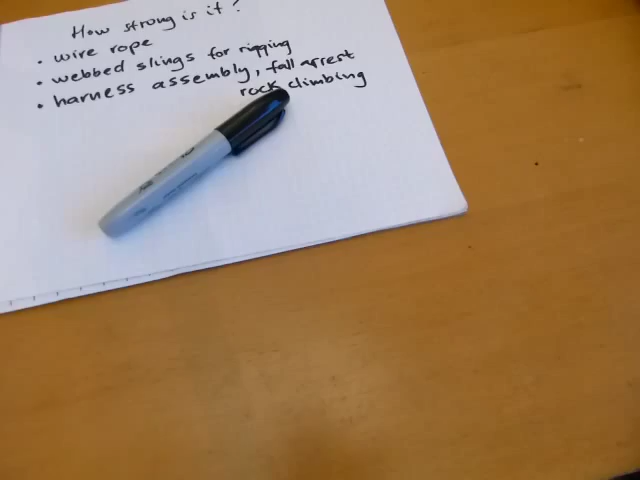 How strong is it?
• wire rope
• webbed slings for rigging
• harness assembly, fall arrest
rock climbing